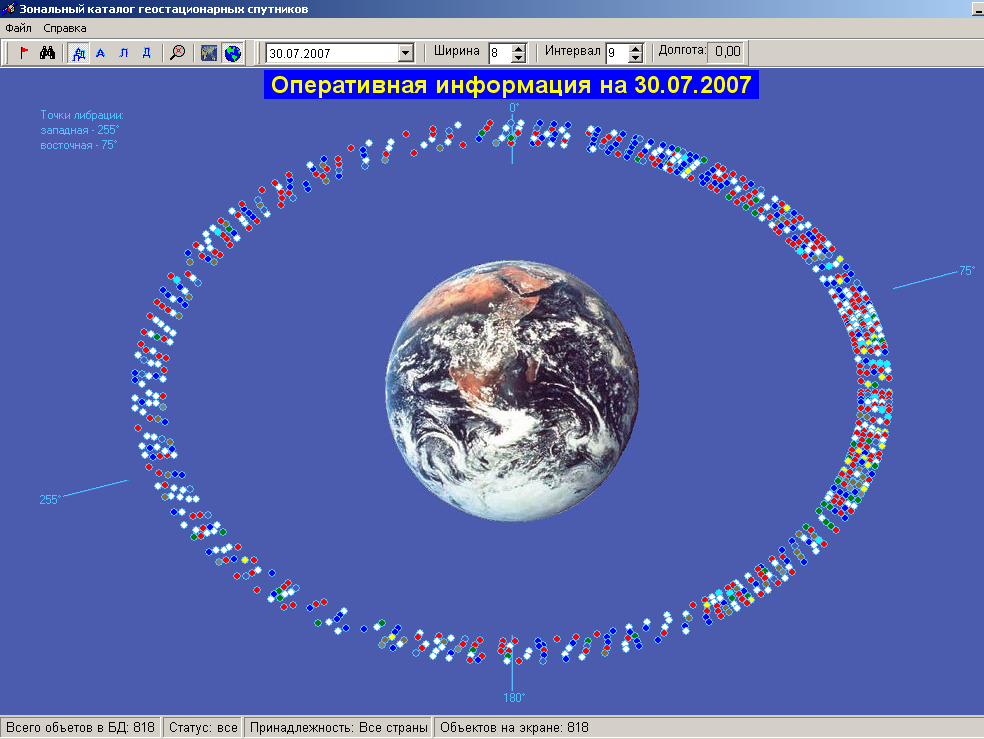 Зональный каталог геостационарных спутников
Файл Справка
А Л Д 30.07.2007 Ширина 8 Интервал 9 Долгота: 0,00
Оперативная информация на 30.07.2007
0°
Точки либрации:
западная - 255°
восточная - 75°
75°
255°
180°
Всего объетов в БД: 818 Статус: все Принадлежность: Все страны Объектов на экране: 818